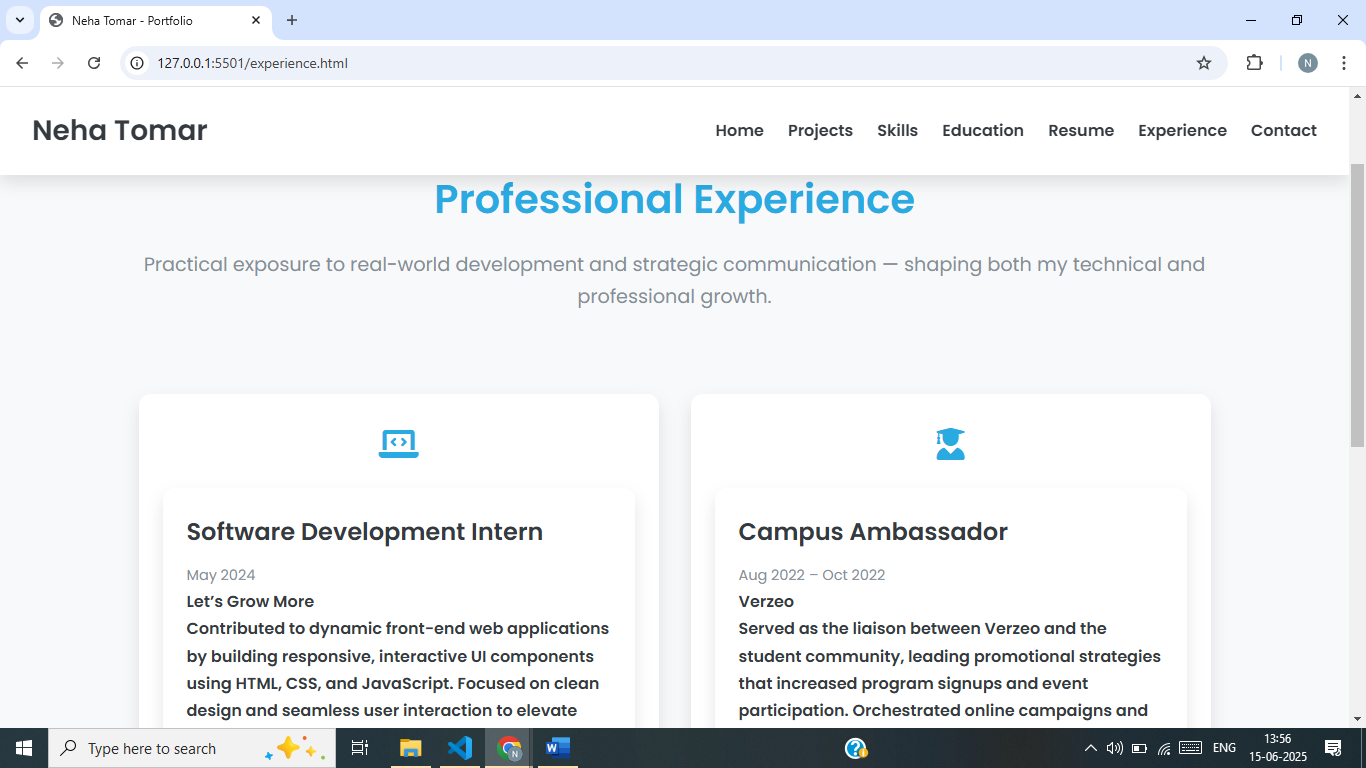 Neha Tomar - Portfolio
127.0.0.1:5501/experience.html
N
Neha Tomar
Home Projects Skills Education Resume Experience Contact
Professional Experience
Practical exposure to real-world development and strategic communication — shaping both my technical and
professional growth.
Software Development Intern
May 2024
Let’s Grow More
Contributed to dynamic front-end web applications
by building responsive, interactive UI components
using HTML, CSS, and JavaScript. Focused on clean
design and seamless user interaction to elevate
Campus Ambassador
Aug 2022 – Oct 2022
Verzeo
Served as the liaison between Verzeo and the
student community, leading promotional strategies
that increased program signups and event
participation. Orchestrated online campaigns and
Type here to search
N
W
?
ENG
13:56
15-06-2025